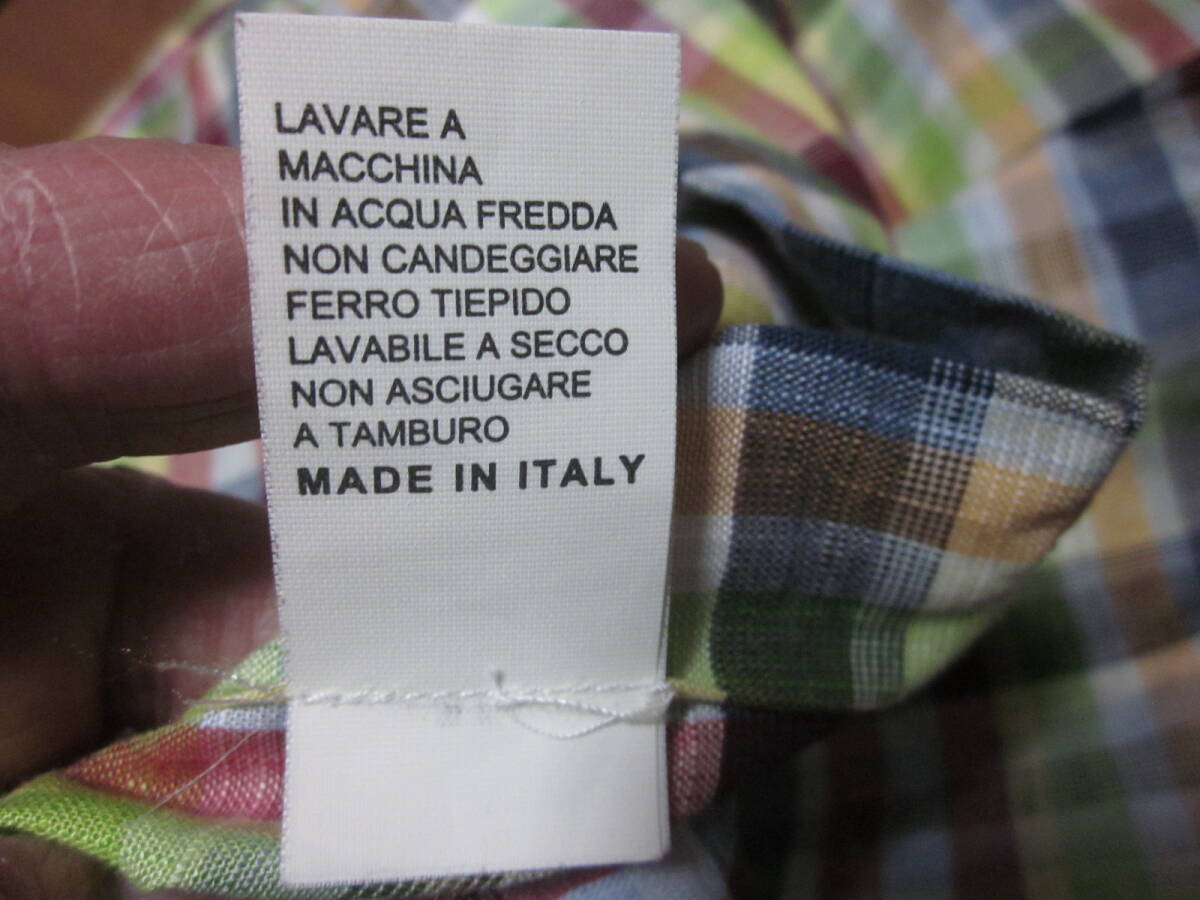 LAVARE A
MACCHINA
IN ACQUA FREDDA
NON CANDEGGIARE
FERRO TIEPIDO
LAVABILE A SECCO
NON ASCIUGARE
A TAMBURO
MADE IN ITALY